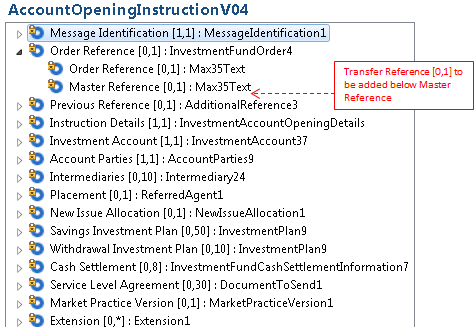 AccountOpeningInstructionV04
Message Identification [1,1] : MessageIdentification1
Order Reference [0,1] : InvestmentFundOrder4
Order Reference [0,1] : Max35Text
Master Reference [0,1] : Max35Text
Transfer Reference [0,1] to
be added below Master
Reference
Previous Reference [0,1] : AdditionalReference3
Instruction Details [1,1] : InvestmentAccountOpeningDetails
Investment Account [1,1] : InvestmentAccount37
Account Parties [1,1] : AccountParties9
Intermediaries [0,10] : Intermediary24
Placement [0,1] : ReferredAgent1
New Issue Allocation [0,1] : NewIssueAllocation1
Savings Investment Plan [0,50] : InvestmentPlan9
Withdrawal Investment Plan [0,10] : InvestmentPlan9
Cash Settlement [0,8] : InvestmentFundCashSettlementInformation7
Service Level Agreement [0,30] : DocumentToSend1
Market Practice Version [0,1] : MarketPracticeVersion1
Extension [0,*] : Extension1